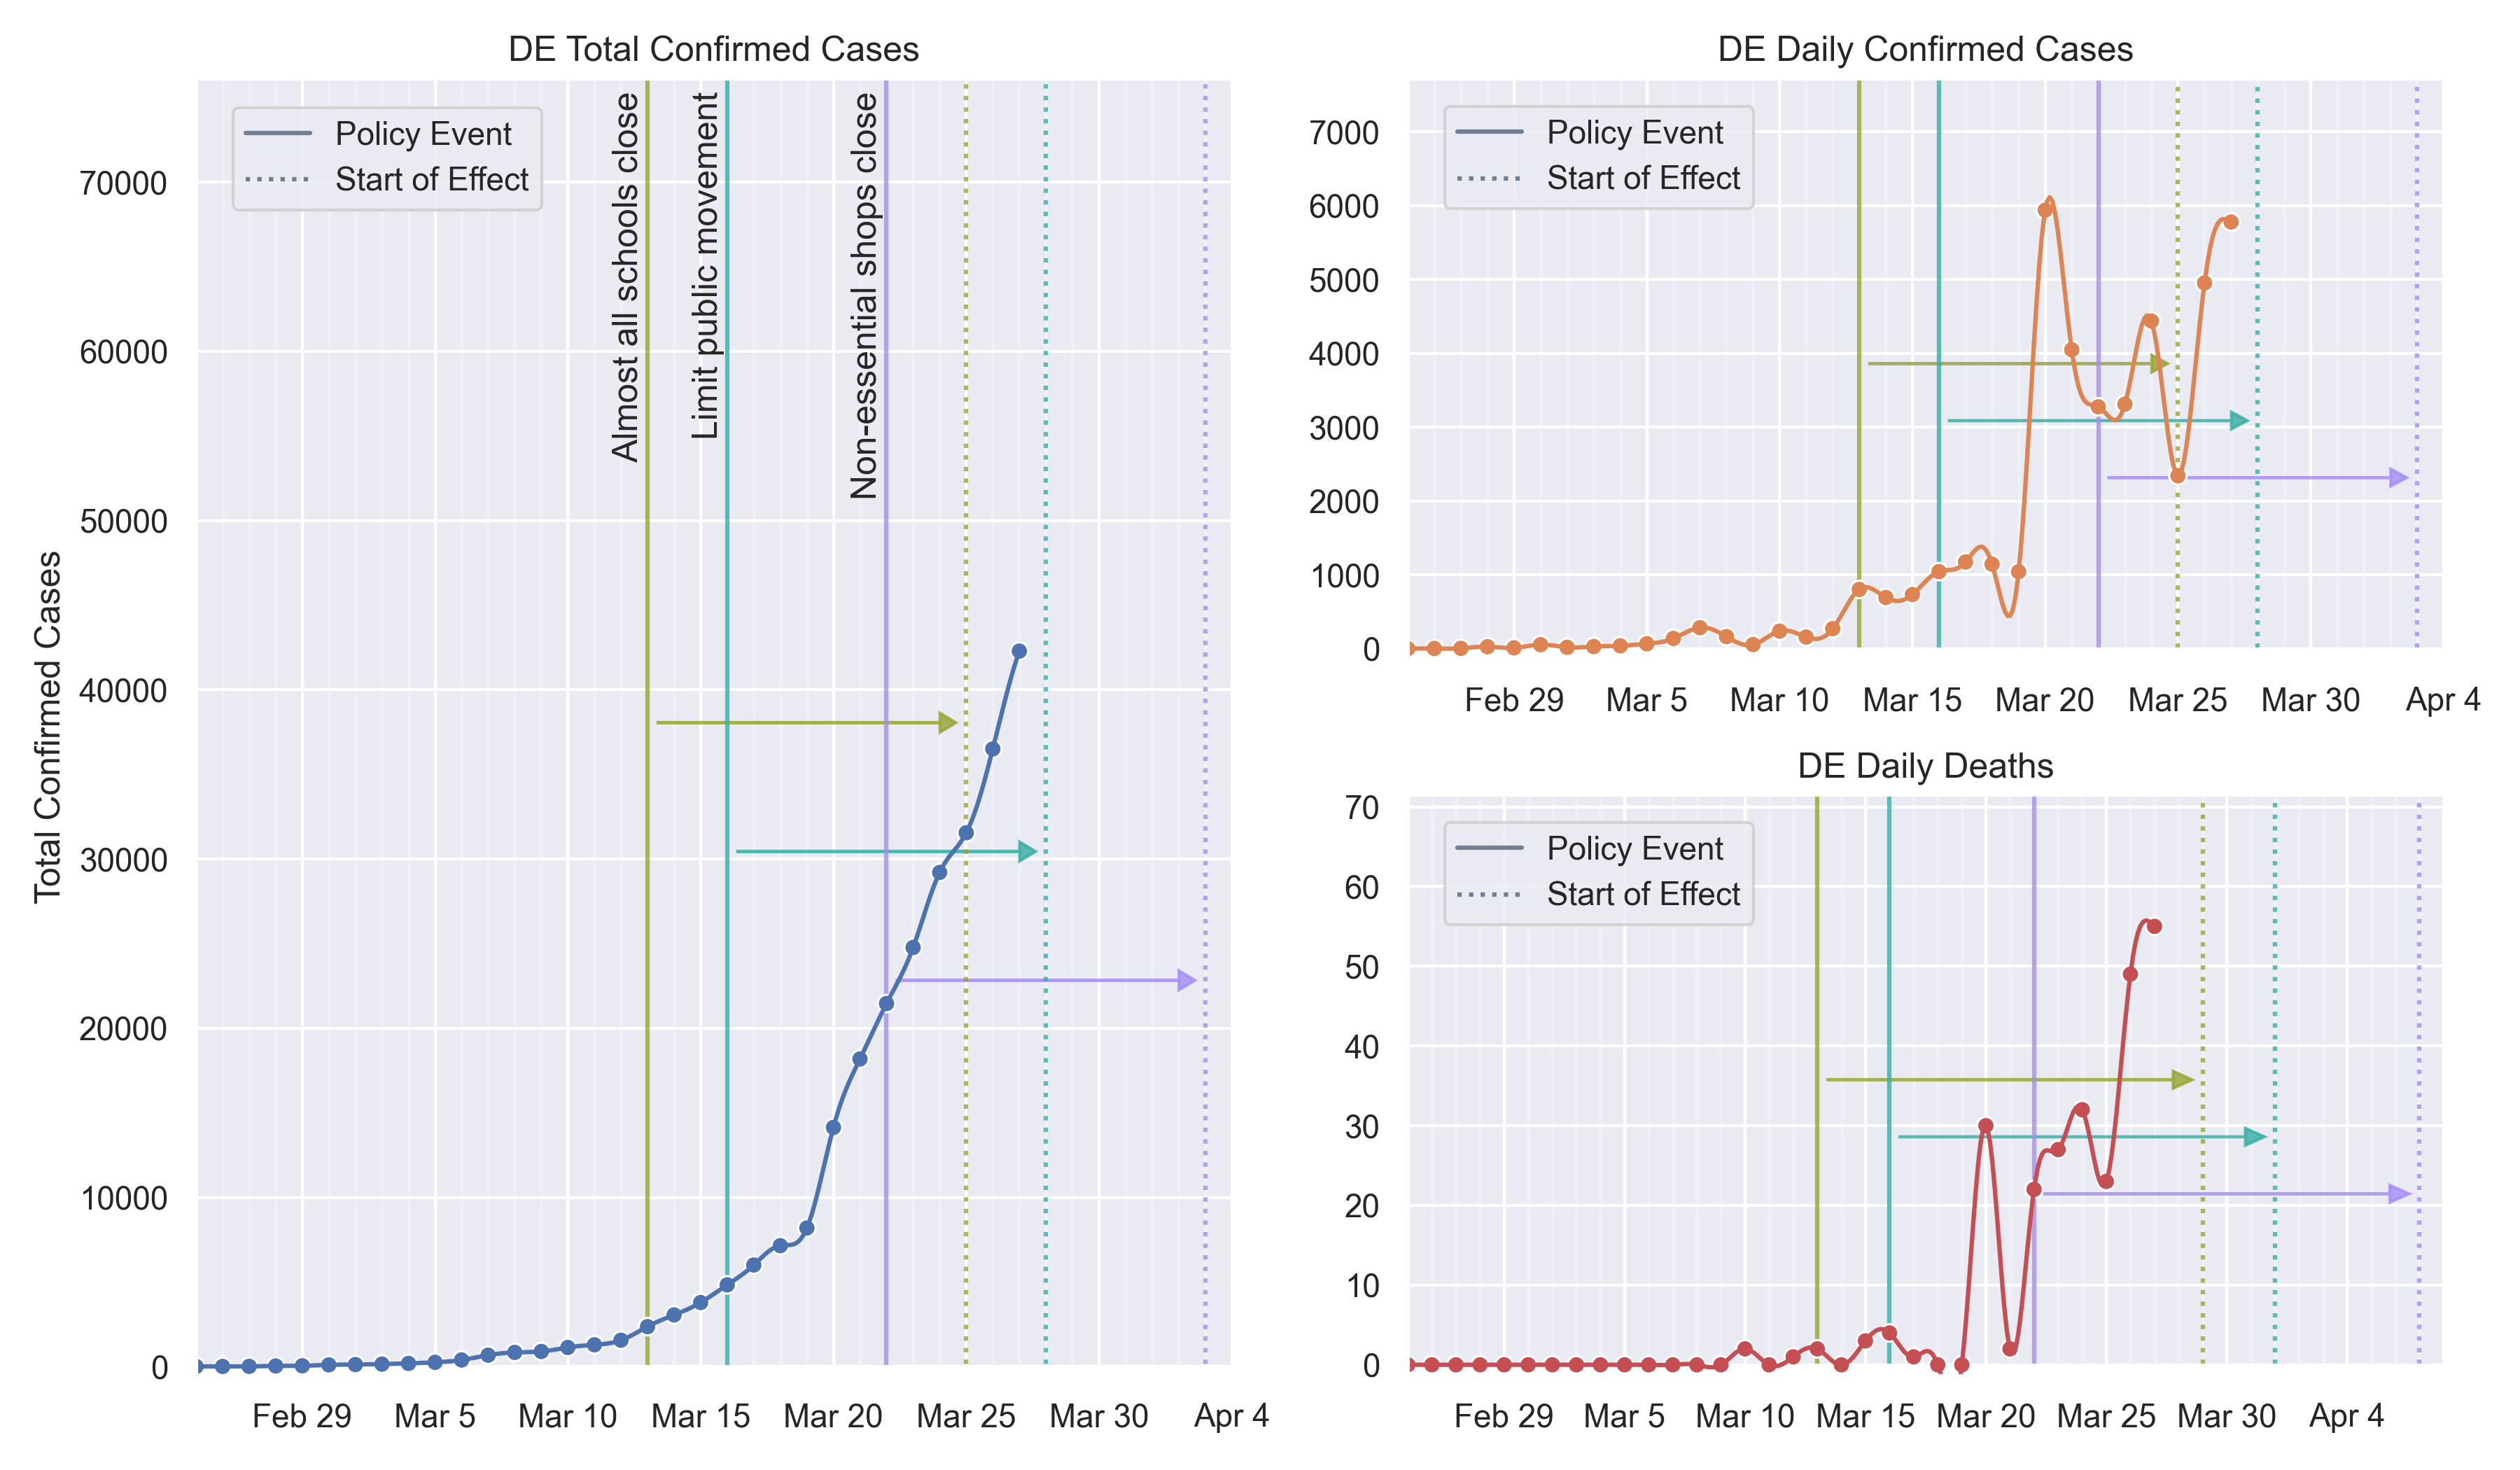 DE Total Confirmed Cases
Policy Event
Start of Effect
Almost all schools close
Limit public movement
Non-essential shops close
Total Confirmed Cases
70000
60000
50000
40000
30000
20000
10000
0
Feb 29 Mar 5 Mar 10 Mar 15 Mar 20 Mar 25 Mar 30 Apr 4
DE Daily Confirmed Cases
Policy Event
Start of Effect
7000
6000
5000
4000
3000
2000
1000
0
Feb 29 Mar 5 Mar 10 Mar 15 Mar 20 Mar 25 Mar 30 Apr 4
DE Daily Deaths
Policy Event
Start of Effect
70
60
50
40
30
20
10
0
Feb 29 Mar 5 Mar 10 Mar 15 Mar 20 Mar 25 Mar 30 Apr 4